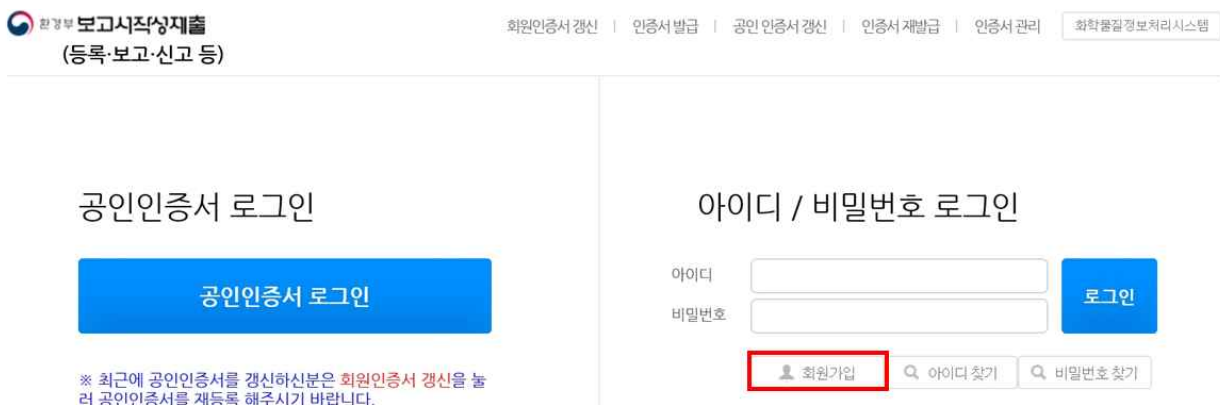 환경부 보고서작성제출
(등록·보고·신고 등)
회원인증서 갱신 | 인증서 발급 | 공인 인증서 갱신 | 인증서 재발급 | 인증서 관리 화학물질정보처리시스템
공인인증서 로그인
공인인증서 로그인
※ 최근에 공인인증서를 갱신하신분은 회원인증서 갱신을 눌
러 공인인증서를 재등록 해주시기 바랍니다.
아이디 / 비밀번호 로그인
아이디
비밀번호
로그인
회원가입 아이디 찾기 비밀번호 찾기